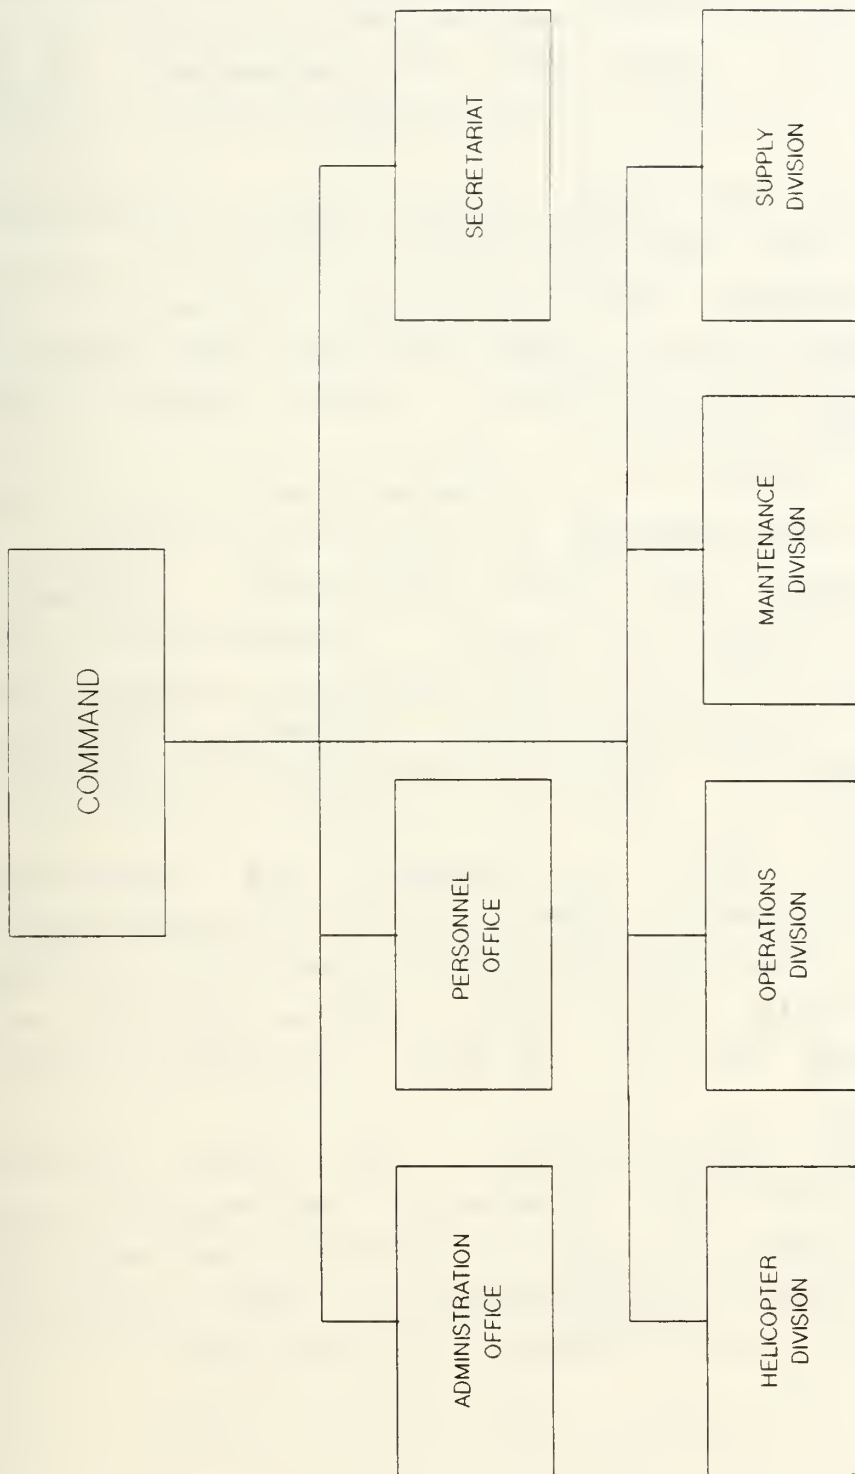 COMMAND
ADMINISTRATION
OFFICE
PERSONNEL
OFFICE
SECRETARIAT
HELICOPTER
DIVISION
OPERATIONS
DIVISION
MAINTENANCE
DIVISION
SUPPLY
DIVISION